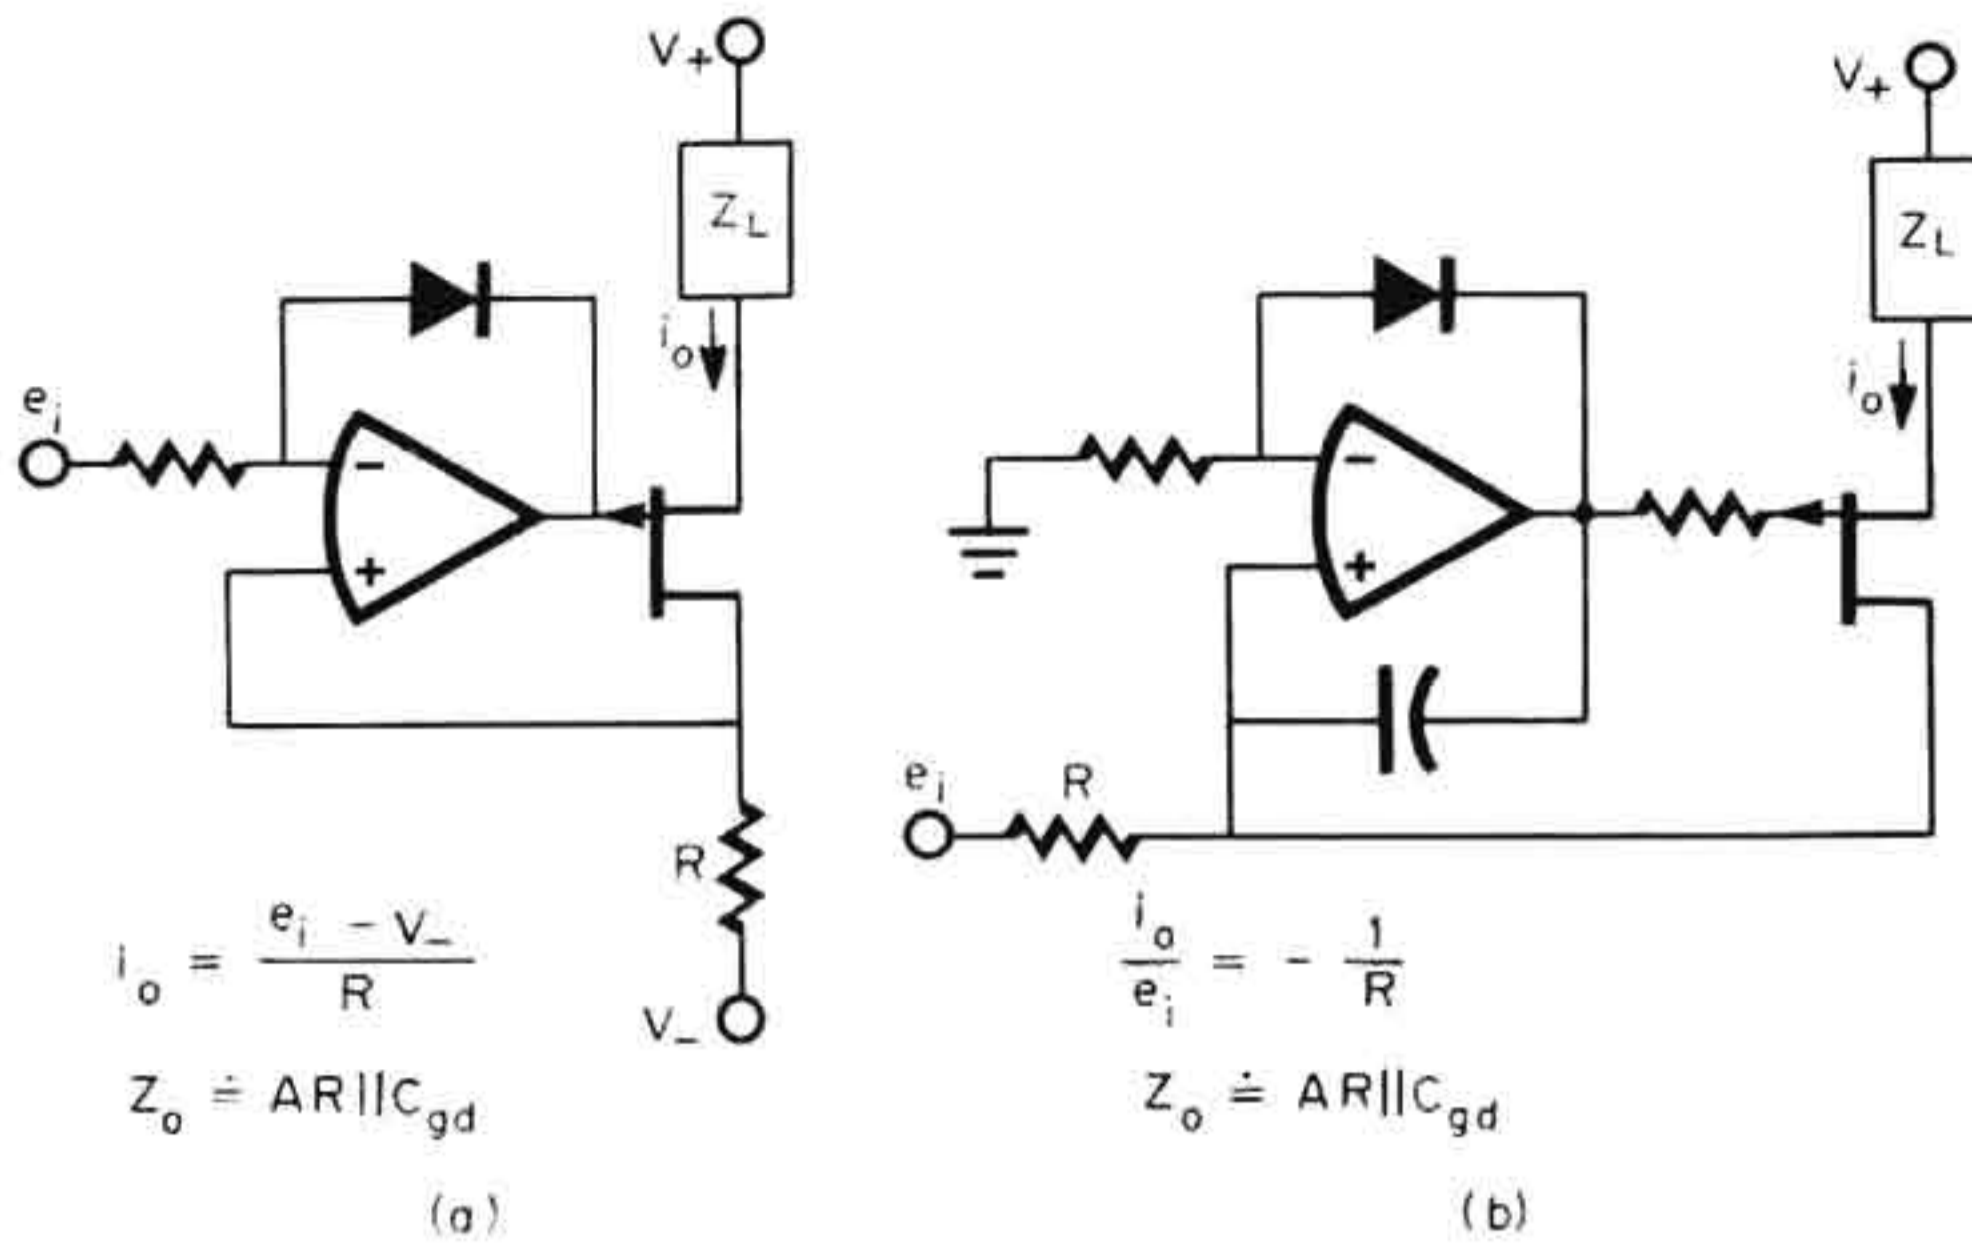 V+
ZL
io
ei
−
+
R
V−
io = (ei − V−) / R
Zo ≐ AR||Cgd
(a)
V+
ZL
io
−
+
ei
R
io / ei = − 1 / R
Zo ≐ AR||Cgd
(b)